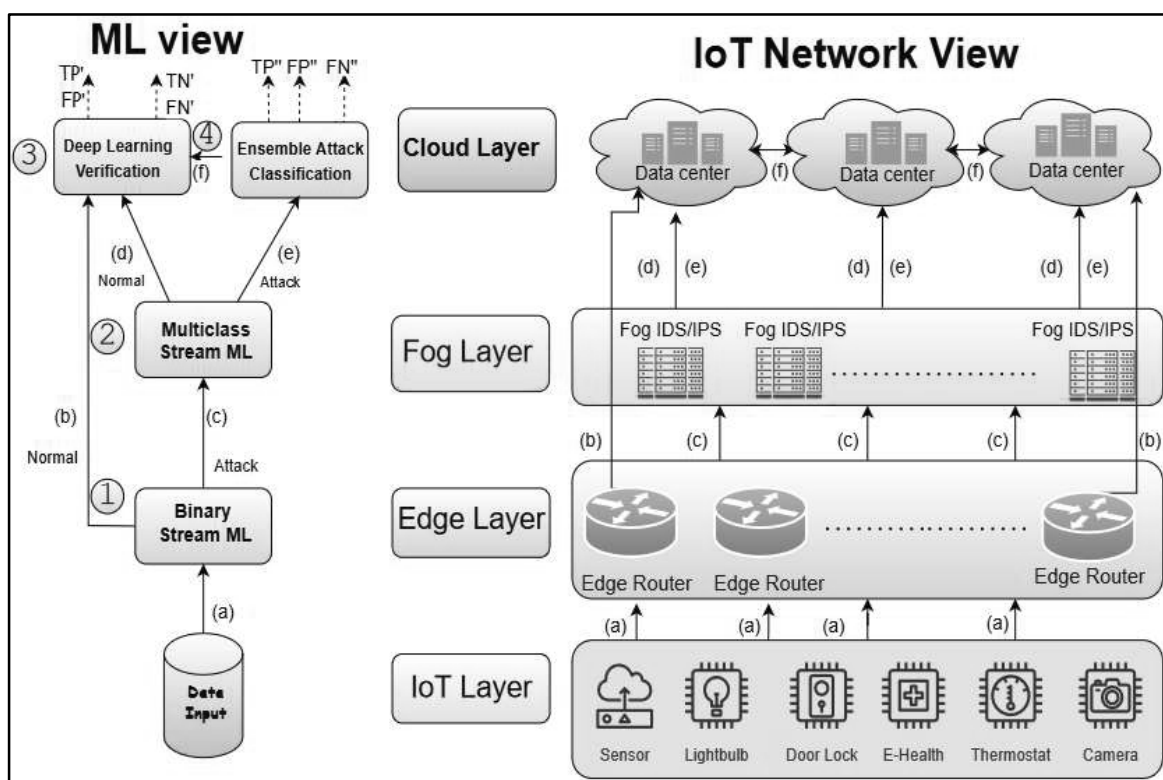 ML view
TP'
FP'
TN'
FN'
TP" FP" FN"
3
Deep Learning
Verification
4
(f)
Ensemble Attack
Classification
(d)
Normal
(e)
Attack
2
Multiclass
Stream ML
(b)
Normal
(c)
Attack
1
Binary
Stream ML
(a)
Data
Input
Cloud Layer
Fog Layer
Edge Layer
IoT Layer
IoT Network View
Data center
(f)
Data center
(f)
Data center
(d) (e)
(d) (e)
(d) (e)
Fog IDS/IPS
Fog IDS/IPS
Fog IDS/IPS
(b) (c) (c) (c) (b)
Edge Router
Edge Router
Edge Router
(a) (a) (a) (a)
Sensor
Lightbulb
Door Lock
E-Health
Thermostat
Camera